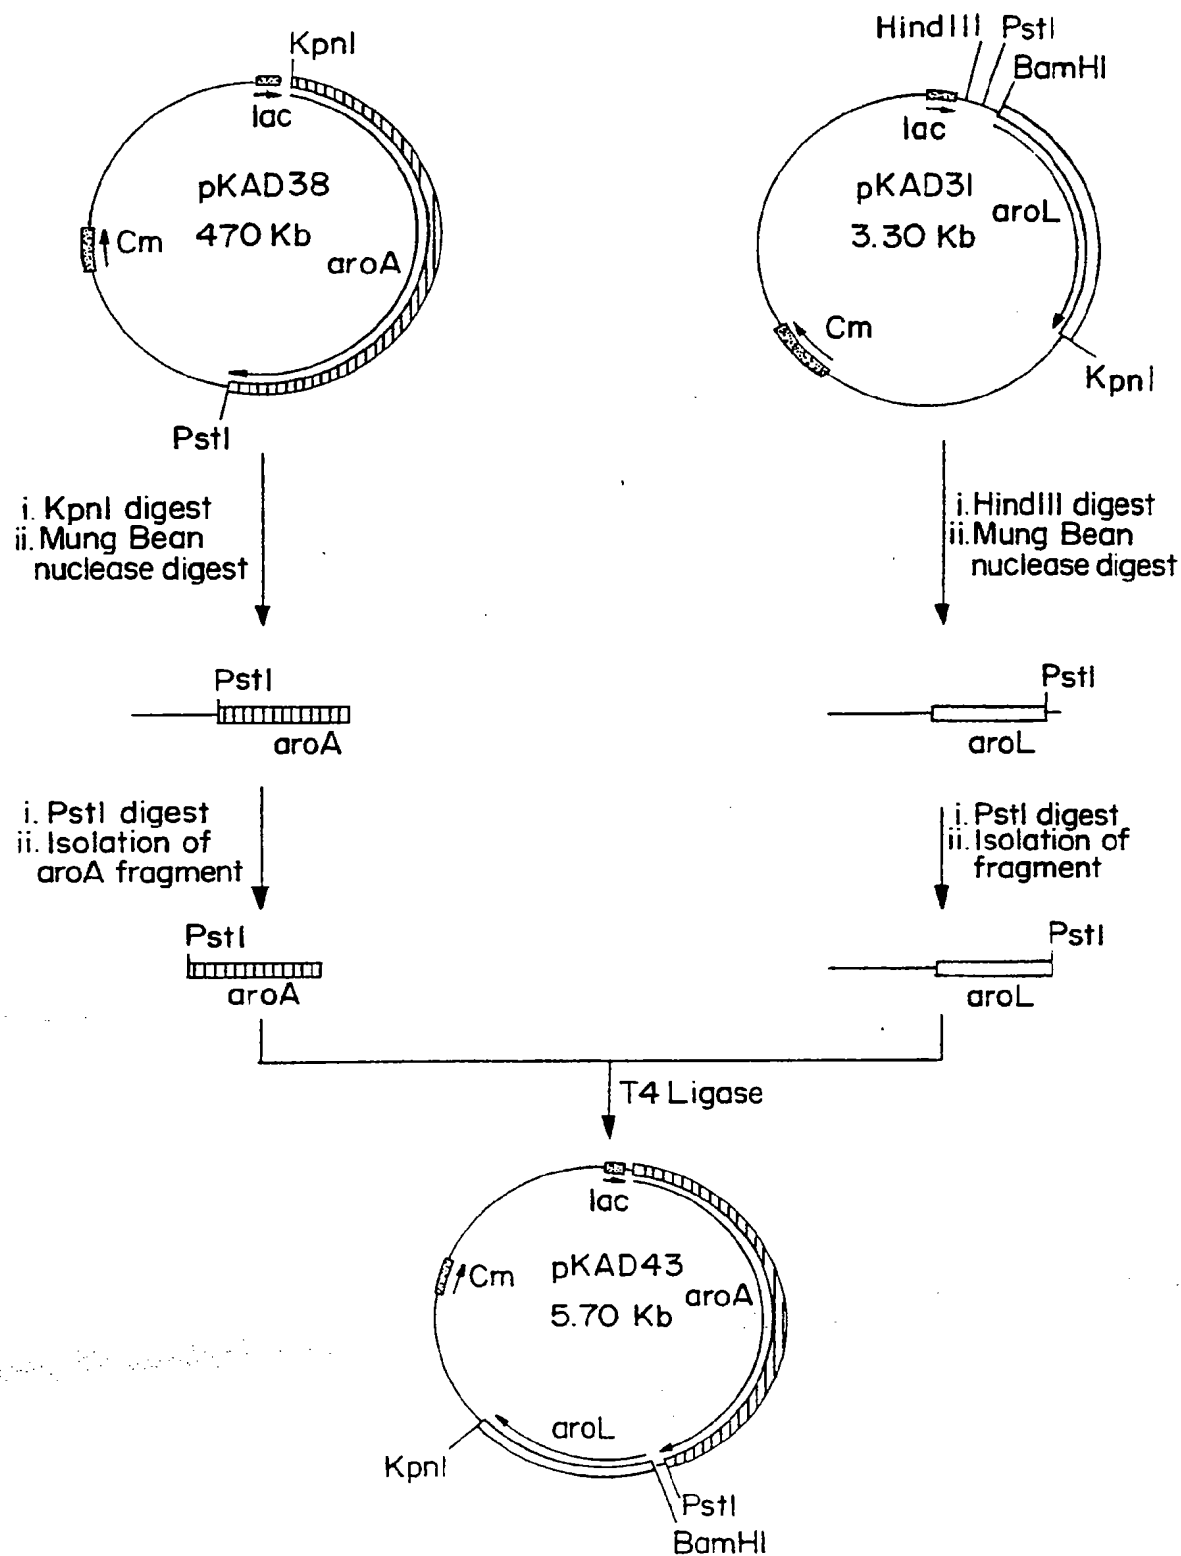 KpnI
lac
pKAD38
470 Kb
Cm
aroA
PstI
HindIII
PstI
BamHI
lac
pKAD31
aroL
3.30 Kb
Cm
KpnI
i. KpnI digest
ii. Mung Bean
nuclease digest
i. HindIII digest
ii. Mung Bean
nuclease digest
PstI
aroA
PstI
aroL
i. PstI digest
ii. Isolation of
aroA fragment
i. PstI digest
ii. Isolation of
fragment
PstI
aroA
PstI
aroL
T4 Ligase
lac
Cm
pKAD43
aroA
5.70 Kb
aroL
KpnI
PstI
BamHI